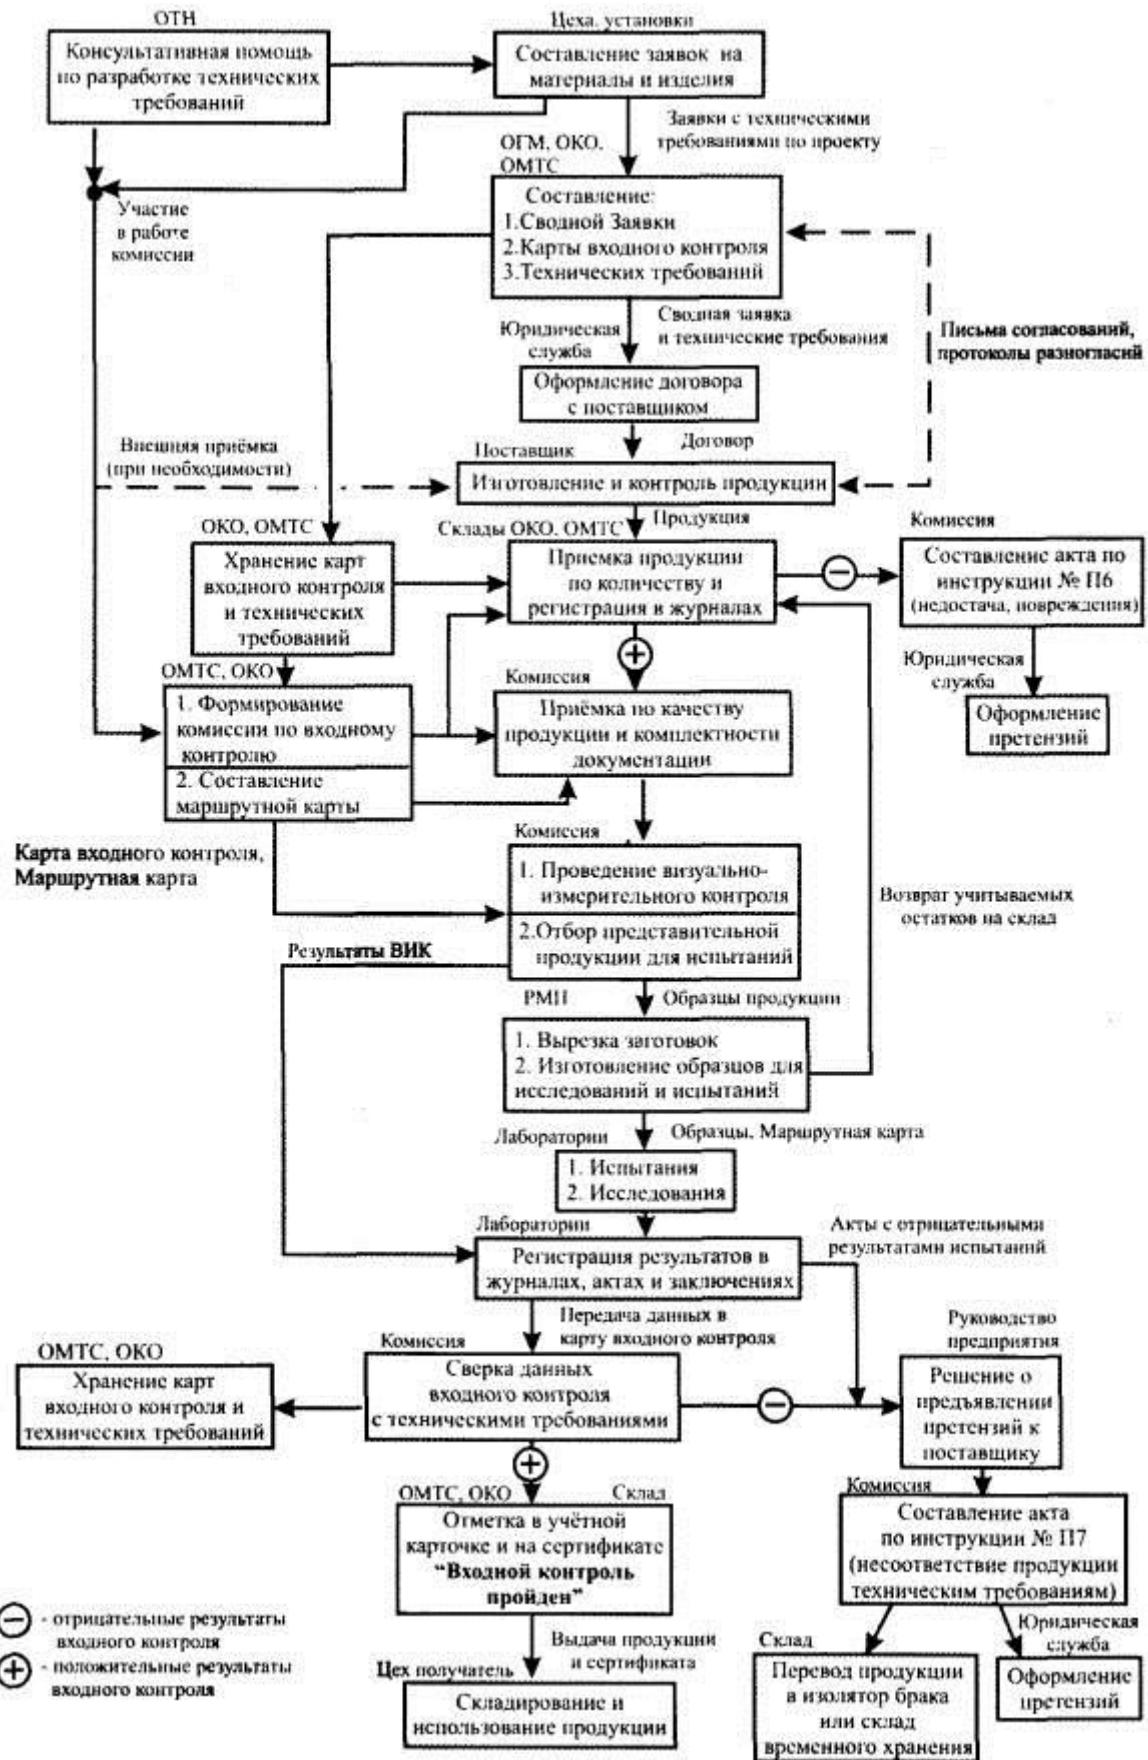 ОТН
Консультативная помощь
по разработке технических
требований
Цеха, установки
Составление заявок на
материалы и изделия
Заявки с техническими
требованиями по проекту
Участие
в работе
комиссии
ОГМ, ОКО,
ОМТС
Составление:
1.Сводной Заявки
2.Карты входного контроля
3.Технических требований
Сводная заявка
и технические требования
Юридическая
служба
Письма согласований,
протоколы разногласий
Оформление договора
с поставщиком
Договор
Внешняя приёмка
(при необходимости)
Поставщик
Изготовление и контроль продукции
Продукция
ОКО, ОМТС
Хранение карт
входного контроля
и технических
требований
Склады ОКО, ОМТС
Приемка продукции
по количеству и
регистрация в журналах
Комиссия
Составление акта по
инструкции № П6
(недостача, повреждения)
Юридическая
служба
Оформление
претензий
ОМТС, ОКО
1. Формирование
комиссии по входному
контролю
2. Составление
маршрутной карты
Комиссия
Приёмка по качеству
продукции и комплектности
документации
Карта входного контроля,
Маршрутная карта
Комиссия
1. Проведение визуально-
измерительного контроля
2.Отбор представительной
продукции для испытаний
Возврат учитываемых
остатков на склад
Результаты ВИК
РМП
Образцы продукции
1. Вырезка заготовок
2. Изготовление образцов для
исследований и испытаний
Лаборатории
Образцы, Маршрутная карта
1. Испытания
2. Исследования
Лаборатории
Регистрация результатов в
журналах, актах и заключениях
Акты с отрицательными
результатами испытаний
Передача данных в
карту входного контроля
ОМТС, ОКО
Хранение карт
входного контроля и
технических требований
Комиссия
Сверка данных
входного контроля
с техническими требованиями
Руководство
предприятия
Решение о
предъявлении
претензий к
поставщику
ОМТС, ОКО
Склад
Отметка в учётной
карточке и на сертификате
“Входной контроль
пройден”
Комиссия
Составление акта
по инструкции № П7
(несоответствие продукции
техническим требованиям)
- отрицательные результаты
входного контроля
- положительные результаты
входного контроля
Выдача продукции
и сертификата
Цех получатель
Складирование и
использование продукции
Склад
Перевод продукции
в изолятор брака
или склад
временного хранения
Юридическая
служба
Оформление
претензий